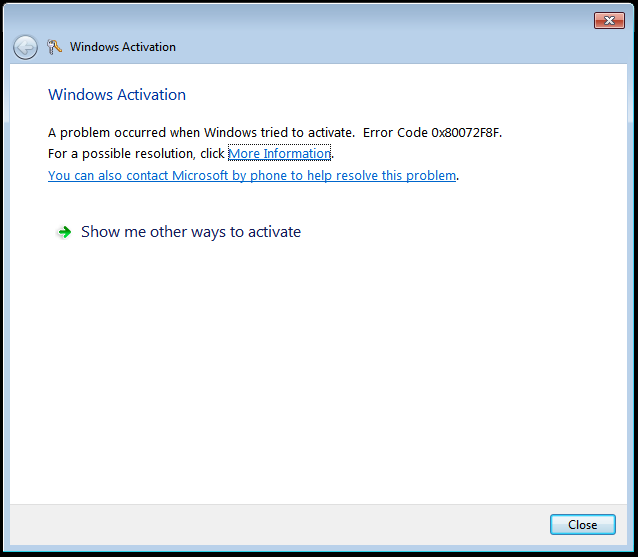 Windows Activation
Windows Activation
A problem occurred when Windows tried to activate.  Error Code 0x80072F8F.
For a possible resolution, click More Information.
You can also contact Microsoft by phone to help resolve this problem.
Show me other ways to activate
Close